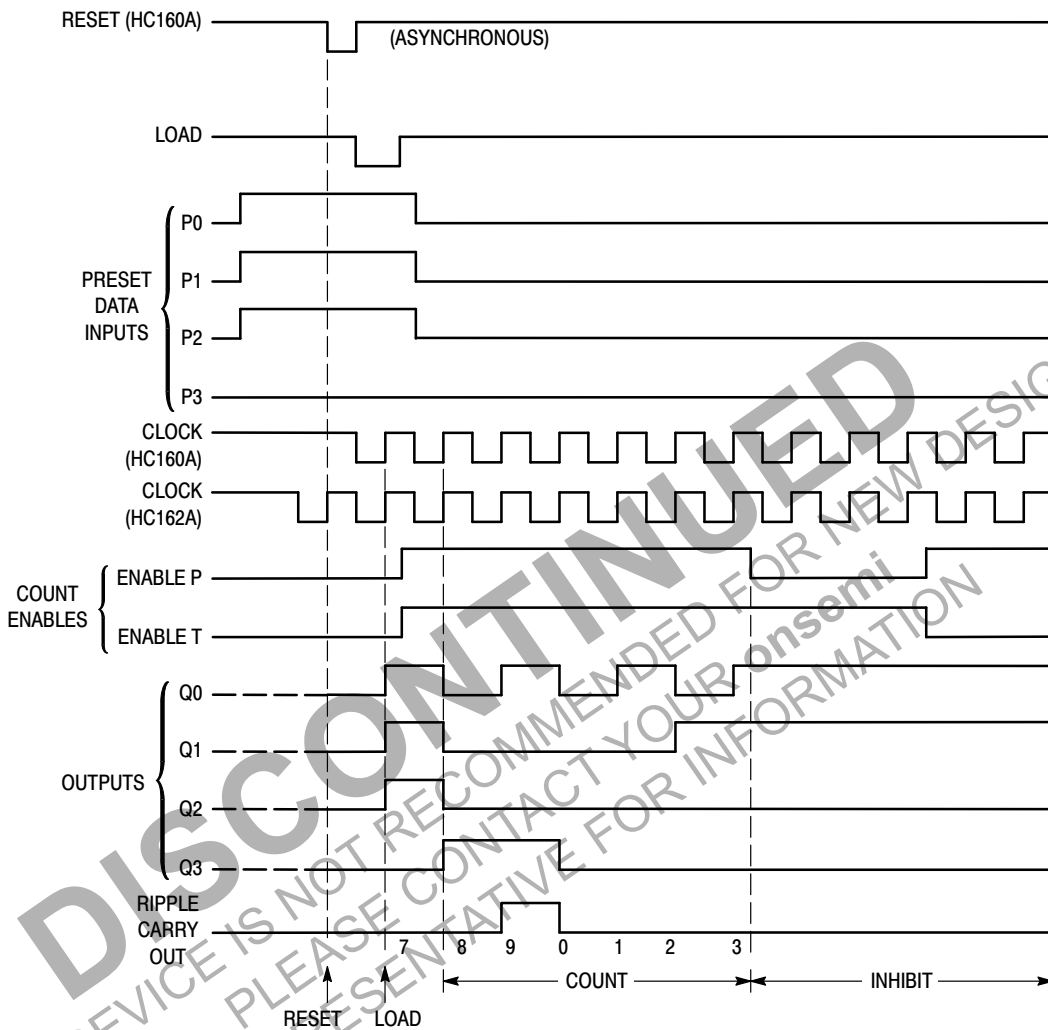 RESET (HC160A)
(ASYNCHRONOUS)
LOAD
P0
P1
PRESET
DATA
INPUTS
P2
P3
CLOCK
(HC160A)
CLOCK
(HC162A)
ENABLE P
COUNT
ENABLES
ENABLE T
Q0
Q1
OUTPUTS
Q2
Q3
RIPPLE
CARRY
OUT
7 8 9 0 1 2 3
COUNT INHIBIT
RESET LOAD
DISCONTINUED
DEVICE IS NOT RECOMMENDED FOR NEW
PLEASE CONTACT YOUR onsemi
FOR INFORMATION